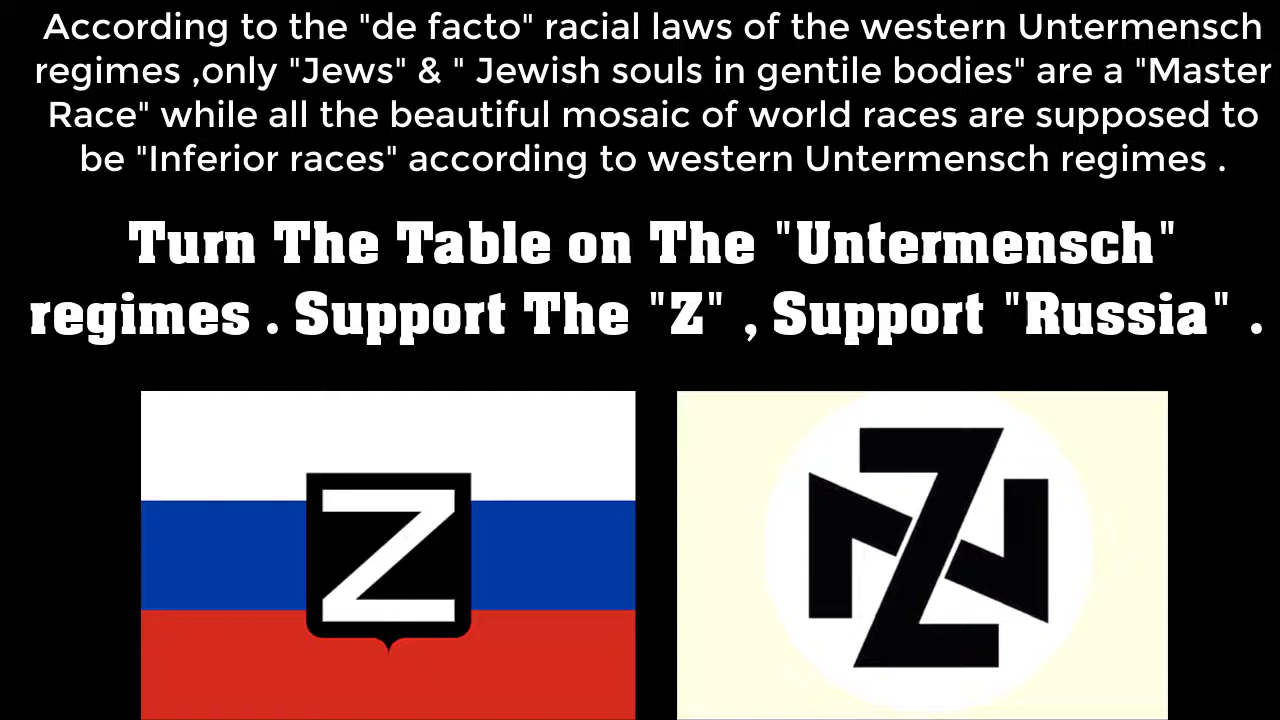 According to the "de facto" racial laws of the western Untermensch
regimes ,only "Jews" & " Jewish souls in gentile bodies" are a "Master
Race" while all the beautiful mosaic of world races are supposed to
be "Inferior races" according to western Untermensch regimes .
Turn The Table on The "Untermensch"
regimes . Support The "Z" , Support "Russia" .
Z
Z